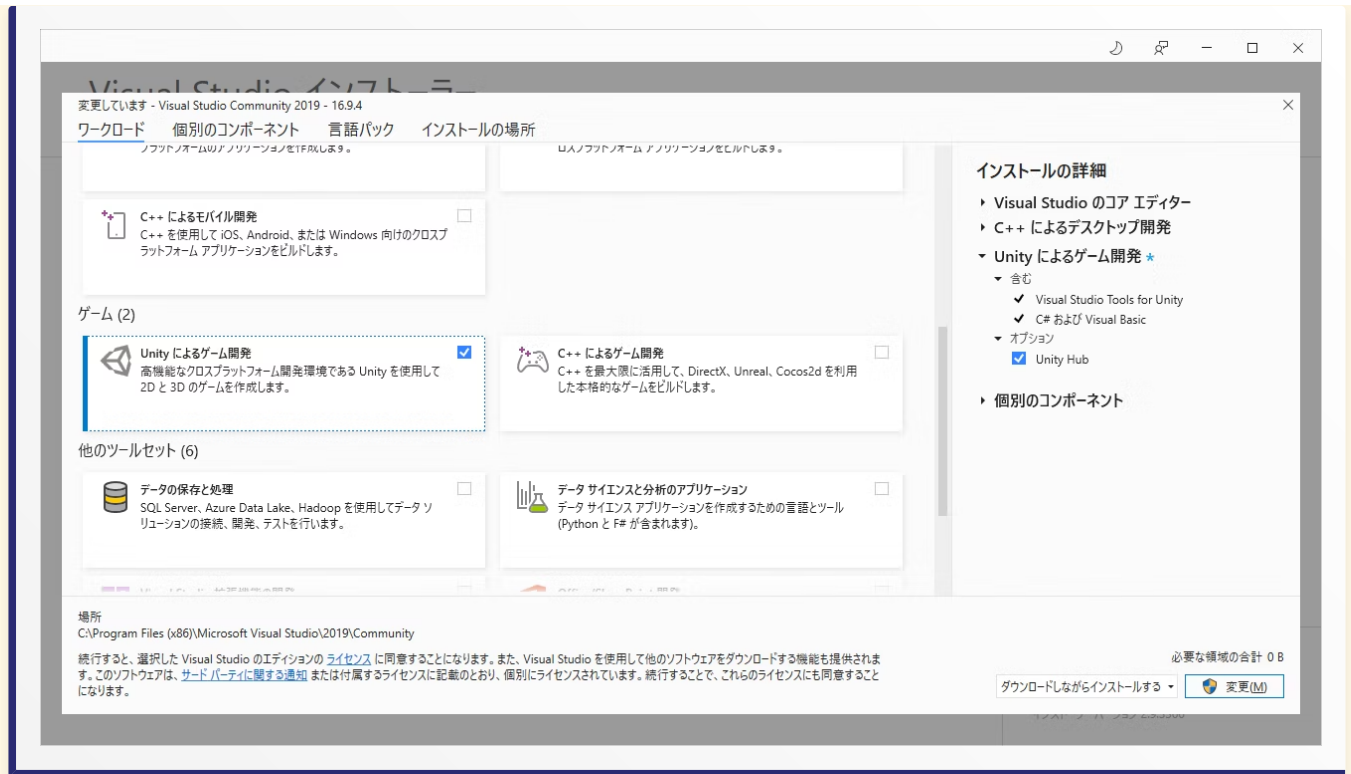 Visual Studio インストーラー
変更しています - Visual Studio Community 2019 - 16.9.4
ワークロード 個別のコンポーネント 言語パック インストールの場所
プラットフォームのアプリケーションを作成します。
ロスプラットフォーム アプリケーションをビルドします。
C++ によるモバイル開発
C++ を使用して iOS、Android、または Windows 向けのクロスプ
ラットフォーム アプリケーションをビルドします。
ゲーム (2)
Unity によるゲーム開発
高機能なクロスプラットフォーム開発環境である Unity を使用して
2D と 3D のゲームを作成します。
C++ によるゲーム開発
C++ を最大限に活用して、DirectX、Unreal、Cocos2d を利用
した本格的なゲームをビルドします。
他のツールセット (6)
データの保存と処理
SQL Server、Azure Data Lake、Hadoop を使用してデータ ソ
リューションの接続、開発、テストを行います。
データ サイエンスと分析のアプリケーション
データ サイエンス アプリケーションを作成するための言語とツール
(Python と F# が含まれます)。
Visual Studio 拡張機能の開発
Office/SharePoint 開発
インストールの詳細
Visual Studio のコア エディター
C++ によるデスクトップ開発
Unity によるゲーム開発 *
含む
Visual Studio Tools for Unity
C# および Visual Basic
オプション
Unity Hub
個別のコンポーネント
場所
C:\Program Files (x86)\Microsoft Visual Studio\2019\Community
続行すると、選択した Visual Studio のエディションの ライセンス に同意することになります。また、Visual Studio を使用して他のソフトウェアをダウンロードする機能も提供されま
す。このソフトウェアは、サード パーティに関する通知 または付属するライセンスに記載のとおり、個別にライセンスされています。続行することで、これらのライセンスにも同意すること
になります。
必要な領域の合計 0 B
ダウンロードしながらインストールする
変更(M)